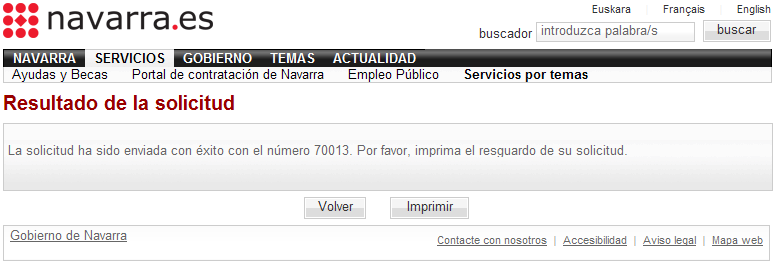 navarra.es
Euskara Français English
buscador introduzca palabra/s buscar
NAVARRA SERVICIOS GOBIERNO TEMAS ACTUALIDAD
Ayudas y Becas Portal de contratación de Navarra Empleo Público Servicios por temas
Resultado de la solicitud
La solicitud ha sido enviada con éxito con el número 70013. Por favor, imprima el resguardo de su solicitud.
Volver Imprimir
Gobierno de Navarra
Contacte con nosotros | Accesibilidad | Aviso legal | Mapa web